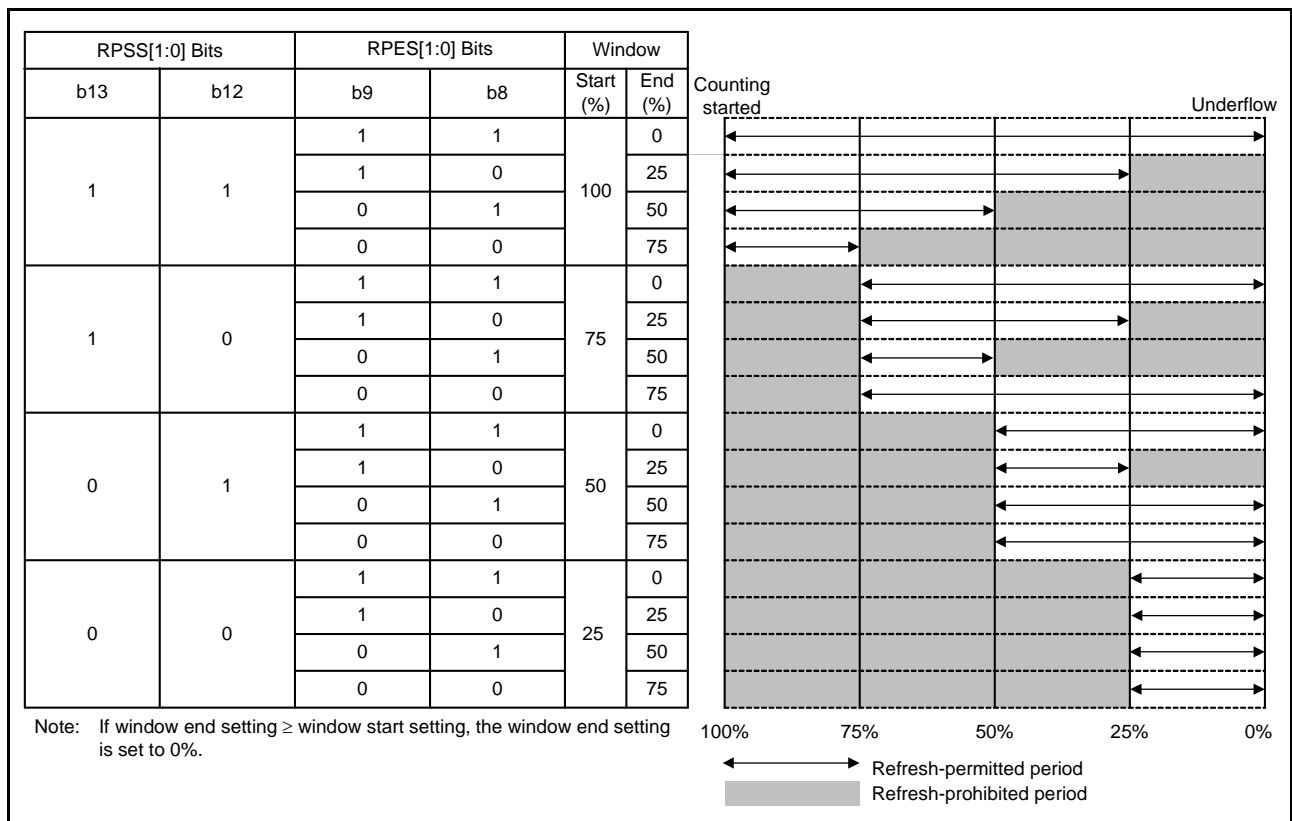 RPSS[1:0] Bits RPES[1:0] Bits Window
b13 b12 b9 b8 Start (%) End (%)
Counting started Underflow
1 1 100 1 1 0
1 0 25
0 1 50
0 0 75
1 0 75 1 1 0
1 0 25
0 1 50
0 0 75
0 1 50 1 1 0
1 0 25
0 1 50
0 0 75
0 0 25 1 1 0
1 0 25
0 1 50
0 0 75
Note: If window end setting ≥ window start setting, the window end setting
is set to 0%.
100% 75% 50% 25% 0%
Refresh-permitted period
Refresh-prohibited period